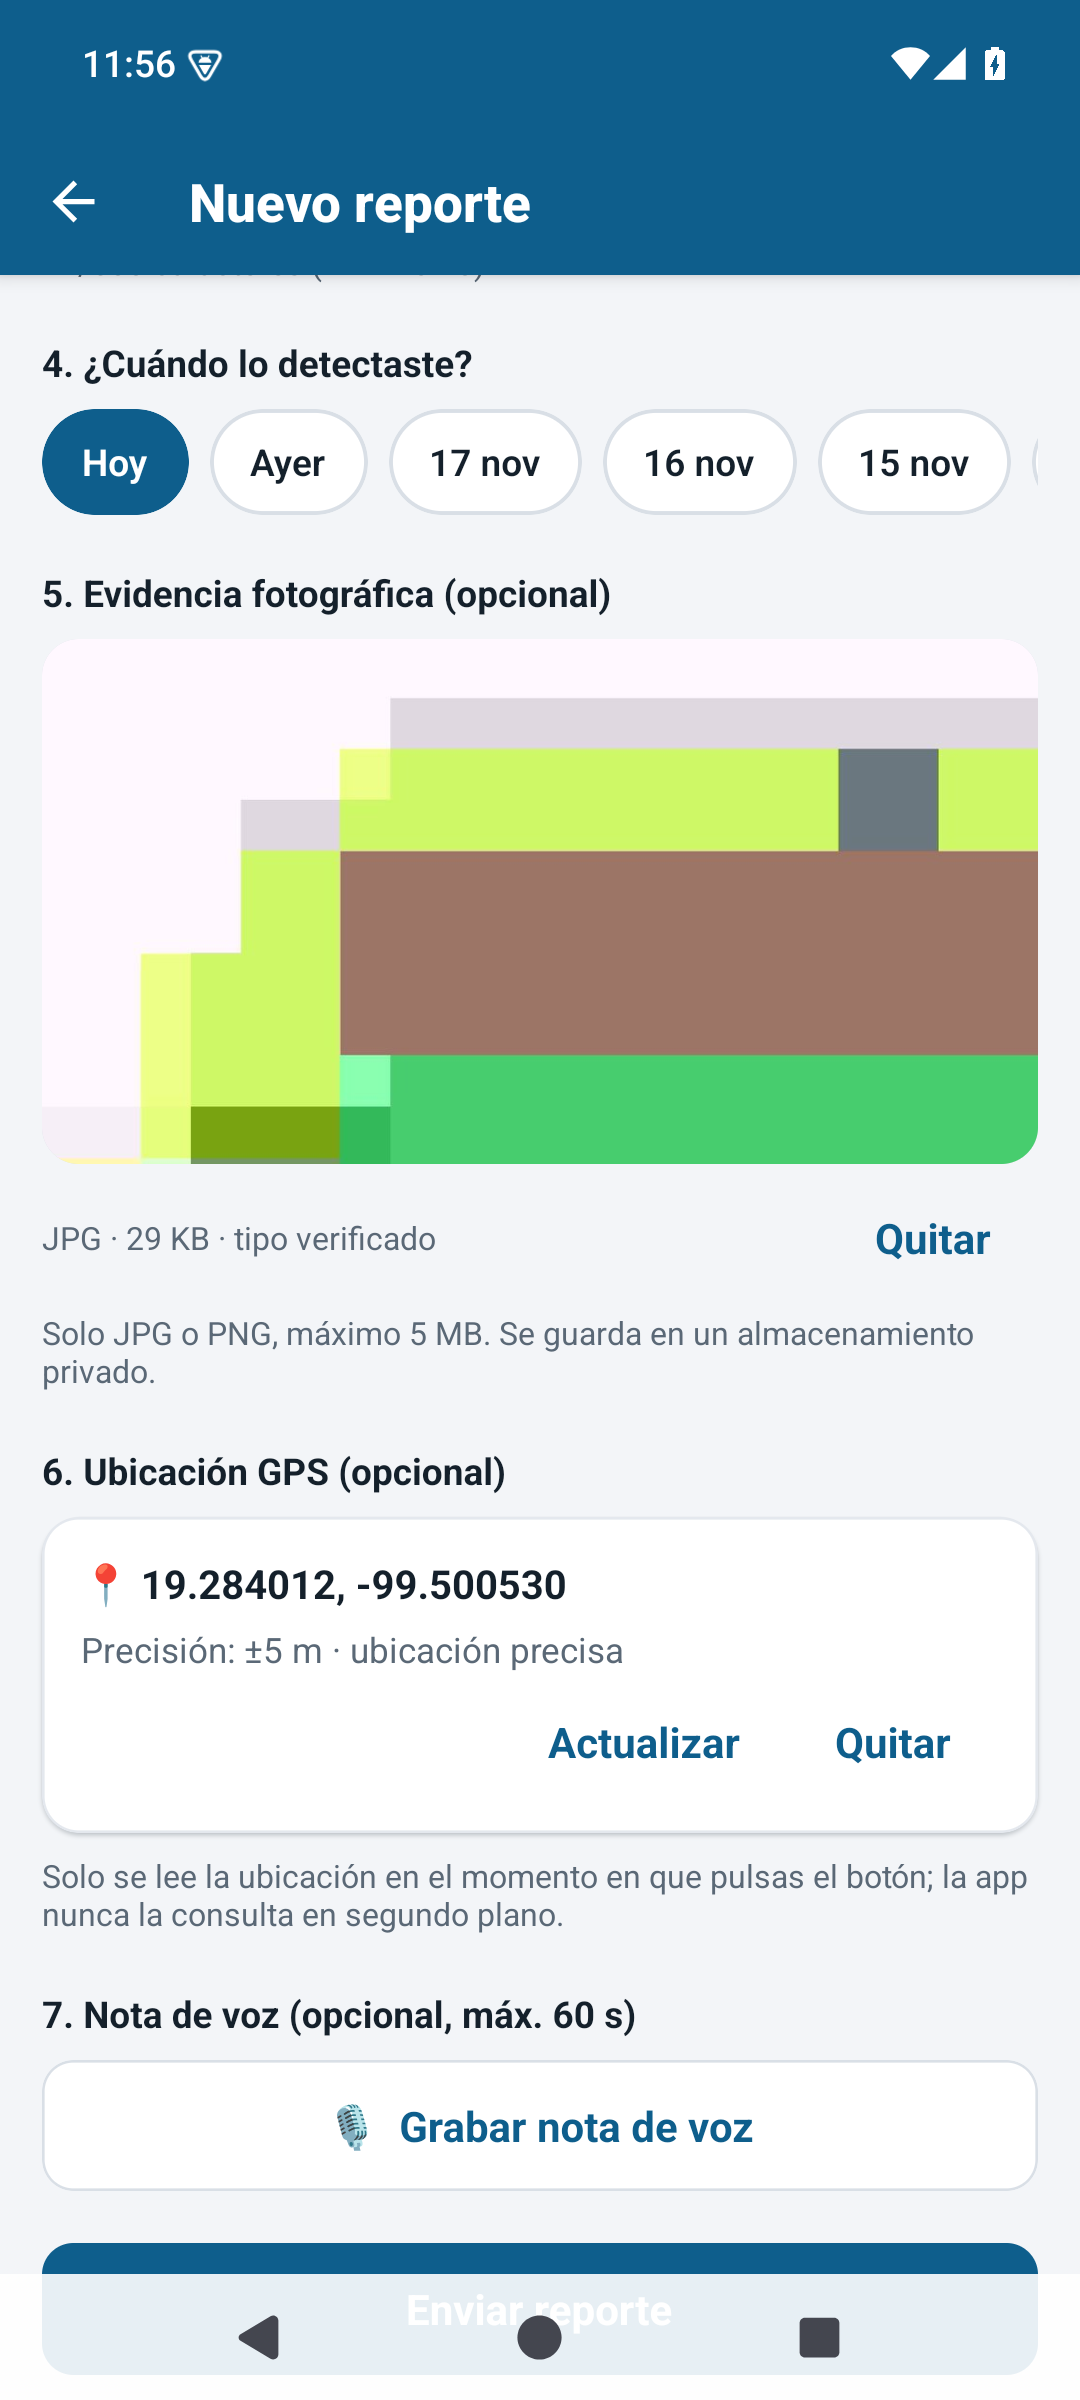 11:56
Nuevo reporte
4. ¿Cuándo lo detectaste?
Hoy
Ayer
17 nov
16 nov
15 nov
5. Evidencia fotográfica (opcional)
JPG · 29 KB · tipo verificado
Quitar
Solo JPG o PNG, máximo 5 MB. Se guarda en un almacenamiento
privado.
6. Ubicación GPS (opcional)
19.284012, -99.500530
Precisión: ±5 m · ubicación precisa
Actualizar
Quitar
Solo se lee la ubicación en el momento en que pulsas el botón; la app
nunca la consulta en segundo plano.
7. Nota de voz (opcional, máx. 60 s)
Grabar nota de voz
Enviar reporte